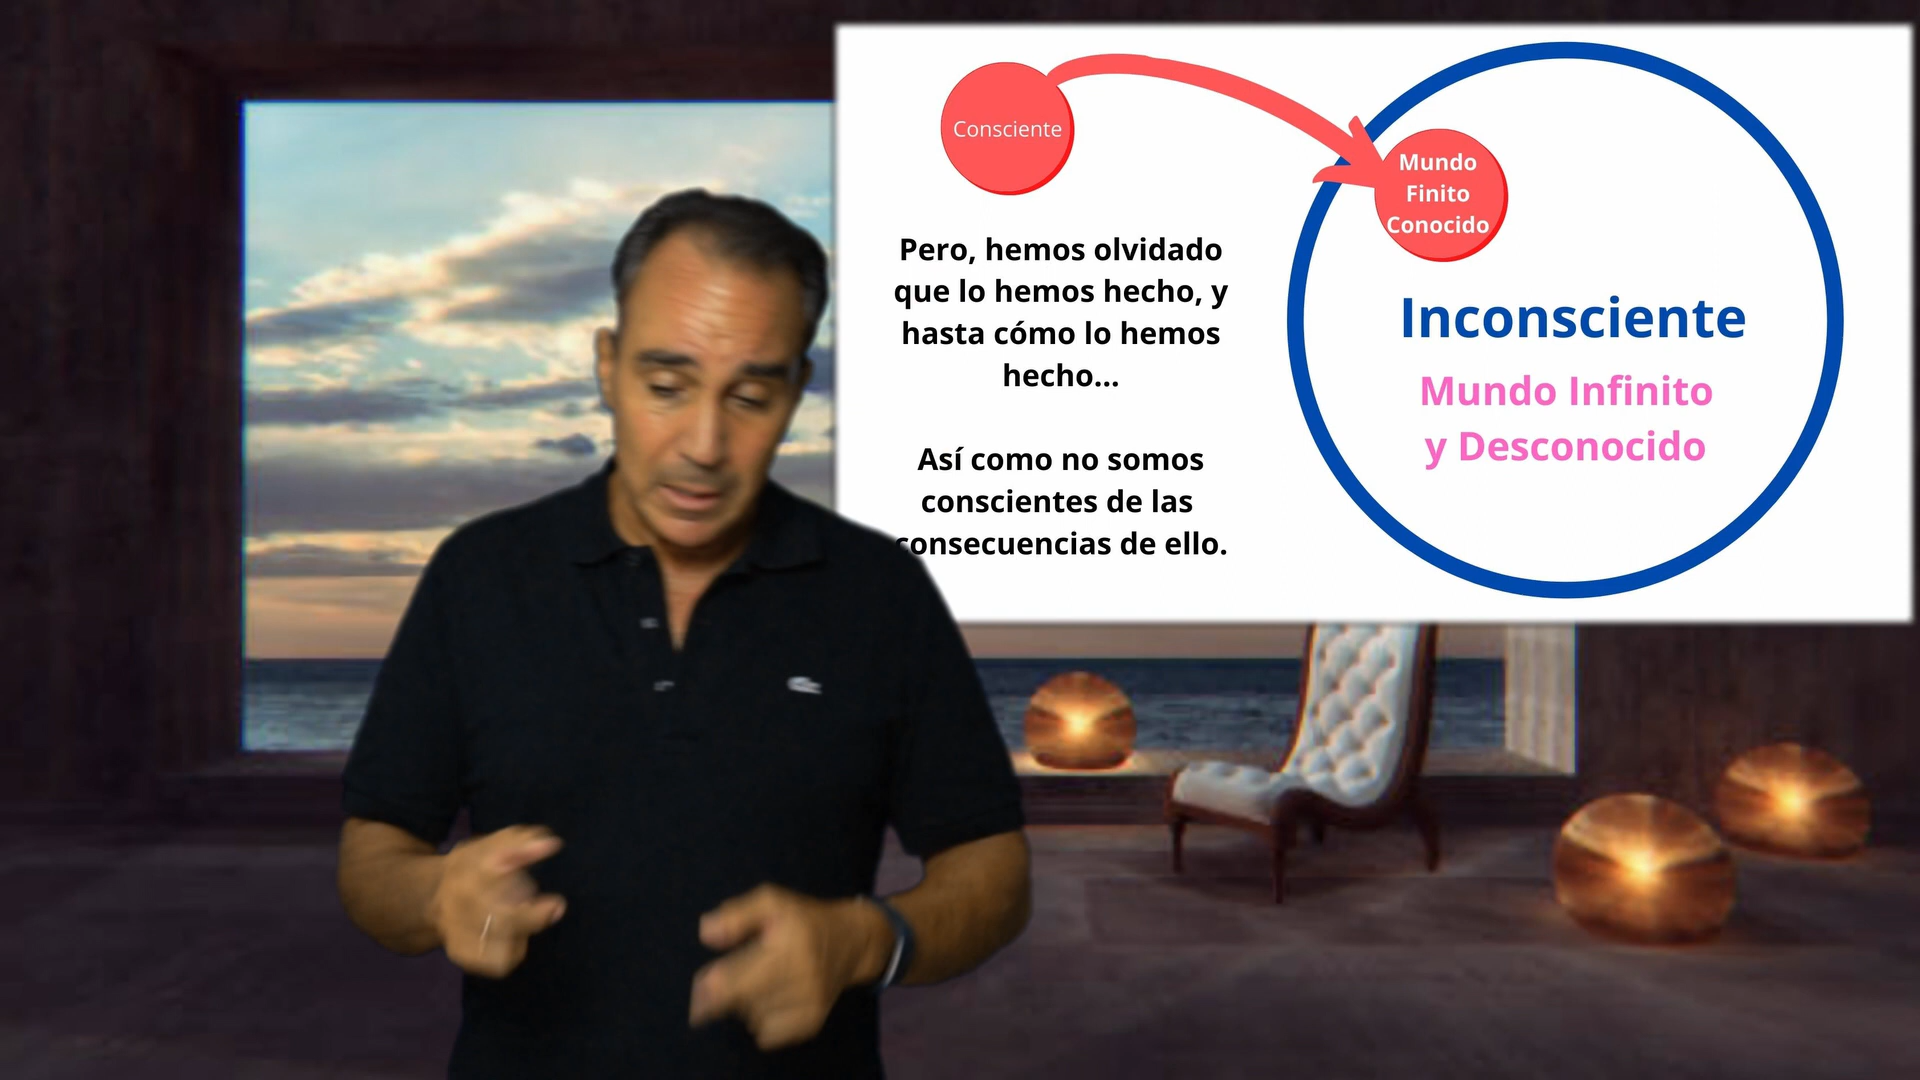 Consciente
Mundo
Finito
Conocido
Pero, hemos olvidado
que lo hemos hecho, y
hasta cómo lo hemos
hecho...
Así como no somos
conscientes de las
consecuencias de ello.
Inconsciente
Mundo Infinito
y Desconocido